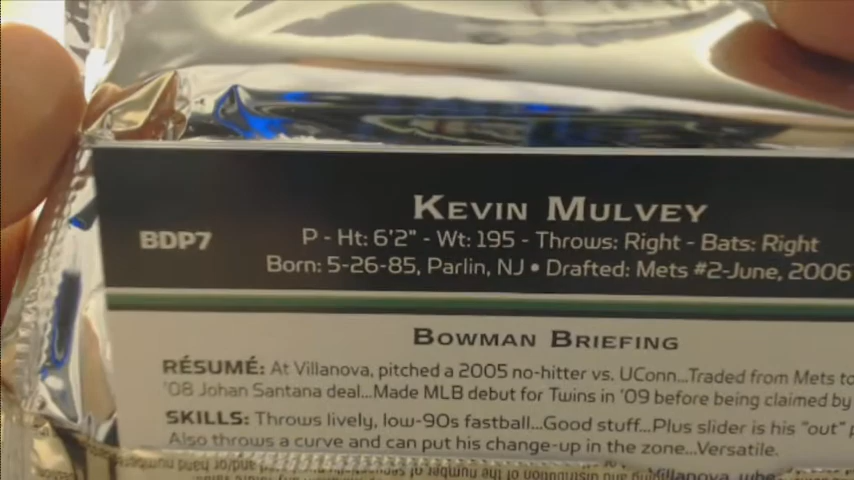 KEVIN MULVEY
BDP7
P - Ht: 6'2" - Wt: 195 - Throws: Right - Bats: Right
Born: 5-26-85, Parlin, NJ • Drafted: Mets #2-June, 2006
BOWMAN BRIEFING
RÉSUMÉ: At Villanova, pitched a 2005 no-hitter vs. UConn...Traded from Mets to
'08 Johan Santana deal...Made MLB debut for Twins in '09 before being claimed by
SKILLS: Throws lively, low-90s fastball...Good stuff...Plus slider is his "out"
Also throws a curve and can put his change-up in the zone...Versatile.